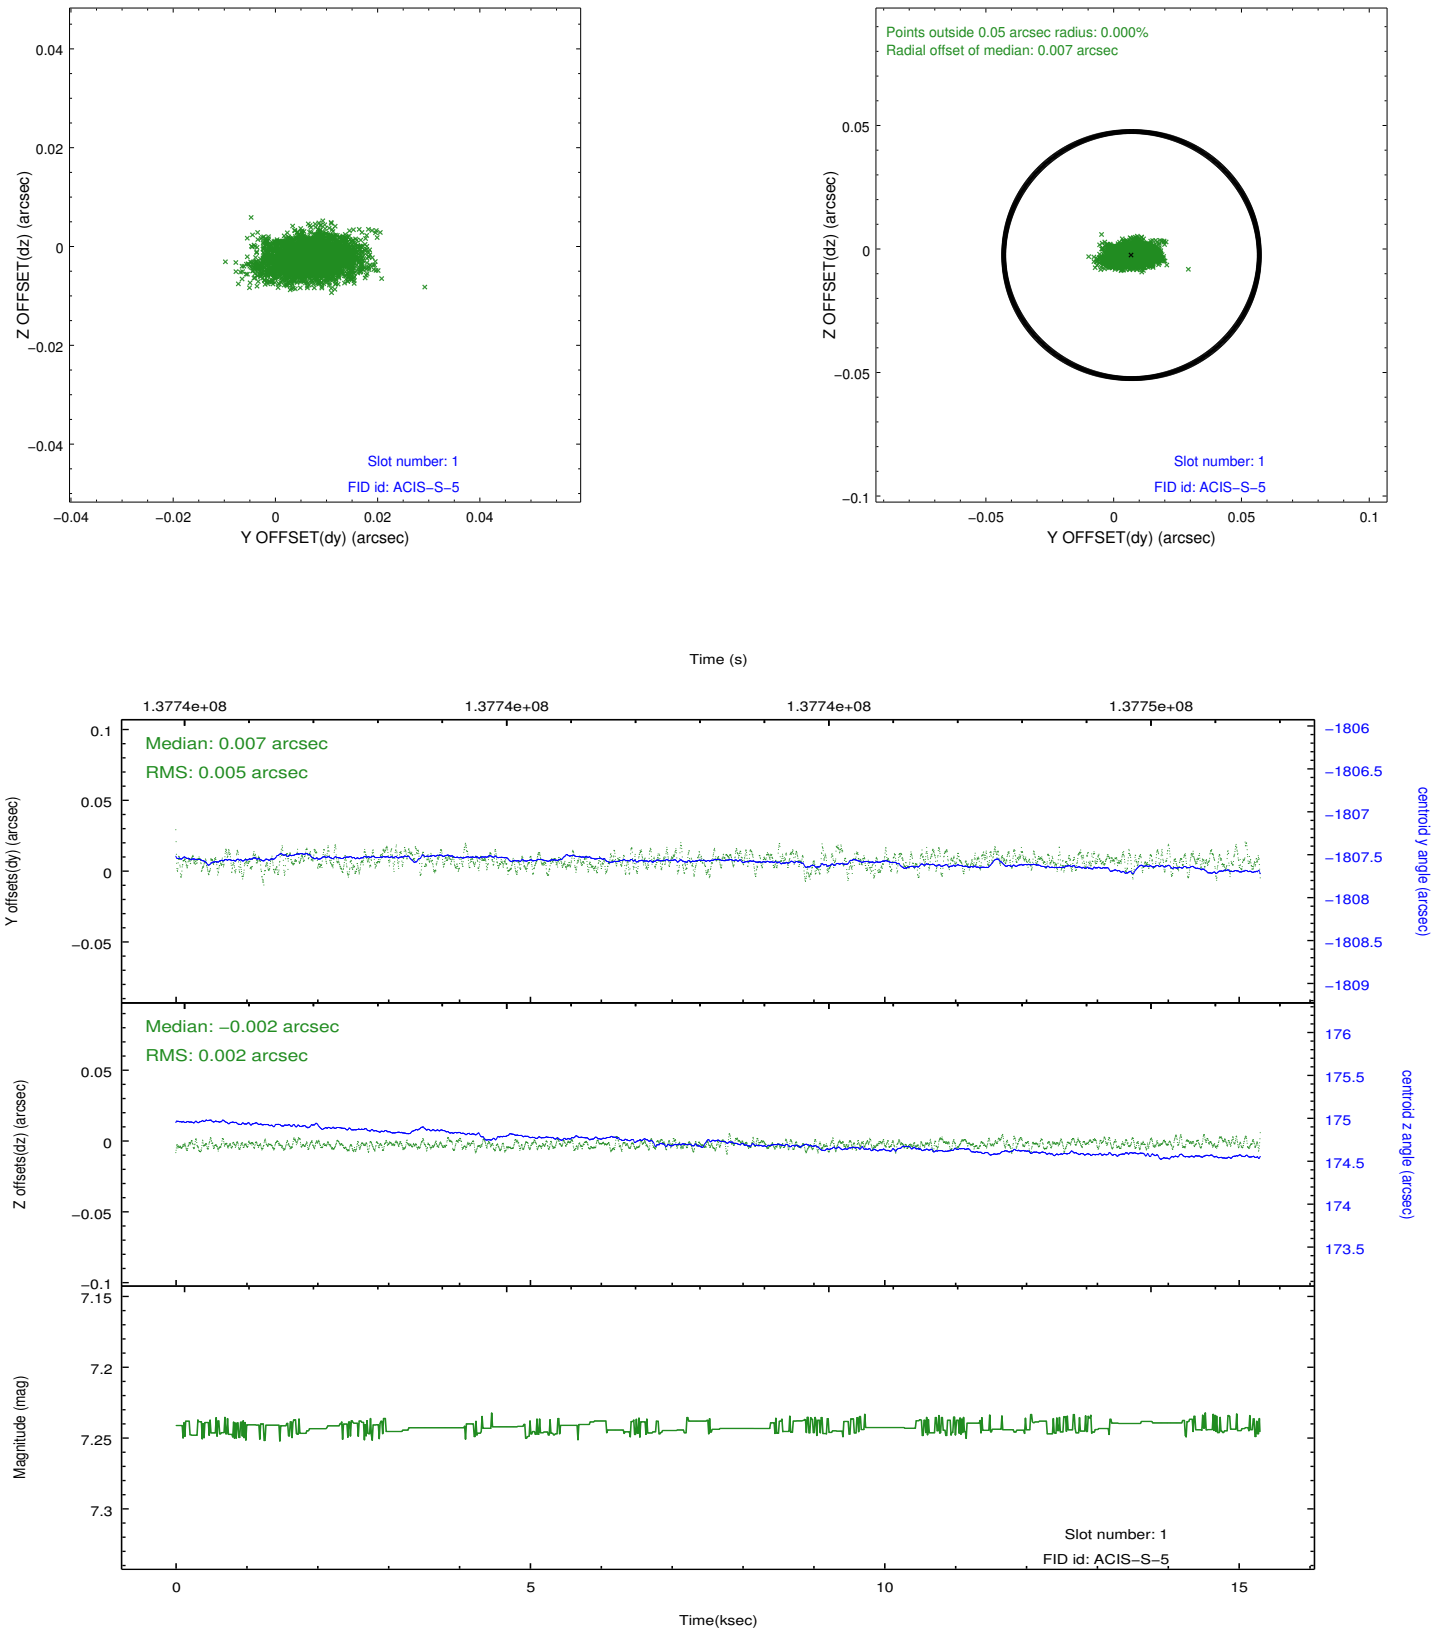 0.04
0.02
0
−0.02
−0.04
−0.04
−0.02
0
0.02
0.04
Z OFFSET(dz) (arcsec)
Y OFFSET(dy) (arcsec)
Slot number: 1
FID id: ACIS−S−5
Points outside 0.05 arcsec radius: 0.000%
Radial offset of median: 0.007 arcsec
0.05
0
−0.05
−0.1
−0.05
0
0.05
0.1
Z OFFSET(dz) (arcsec)
Y OFFSET(dy) (arcsec)
Slot number: 1
FID id: ACIS−S−5
Time (s)
1.3774e+08
1.3774e+08
1.3774e+08
1.3775e+08
Median: 0.007 arcsec
RMS: 0.005 arcsec
0.1
0.05
0
−0.05
Y offsets(dy) (arcsec)
−1806
−1806.5
−1807
−1807.5
−1808
−1808.5
−1809
centroid y angle (arcsec)
Median: −0.002 arcsec
RMS: 0.002 arcsec
0.05
0
−0.05
−0.1
Z offsets(dz) (arcsec)
176
175.5
175
174.5
174
173.5
centroid z angle (arcsec)
7.15
7.2
7.25
7.3
Magnitude (mag)
Slot number: 1
FID id: ACIS−S−5
0
5
10
15
Time(ksec)